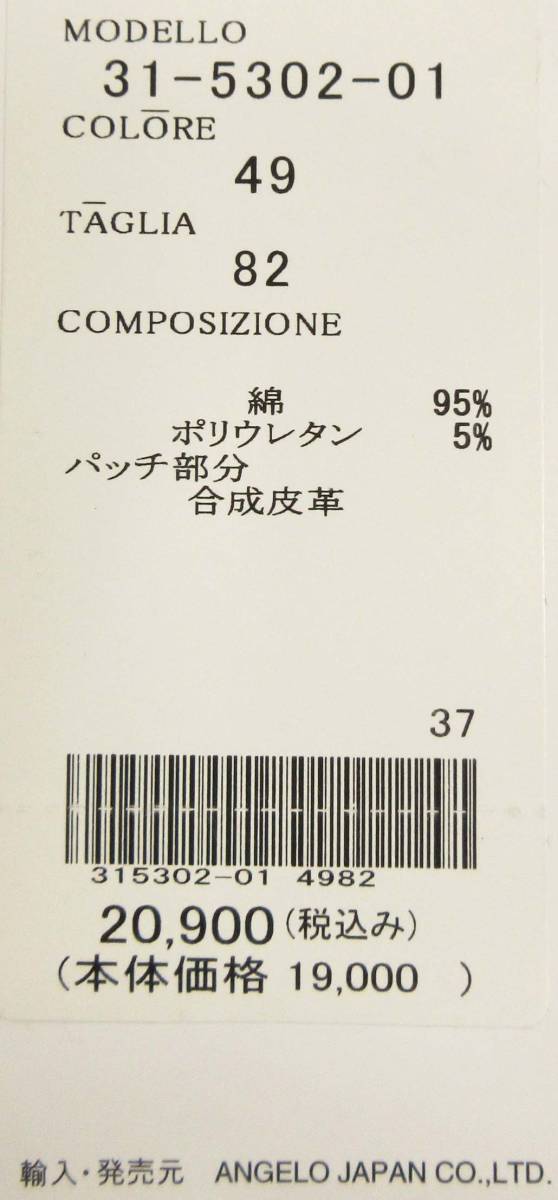 MODELLO
31-5302-01
COLŌRE
49
TĀGLIA
82
COMPOSIZIONE
綿 95%
ポリウレタン 5%
パッチ部分
合成皮革
37
315302-01 4982
20,900(税込み)
(本体価格 19,000 )
輸入・発売元 ANGELO JAPAN CO.,LTD.